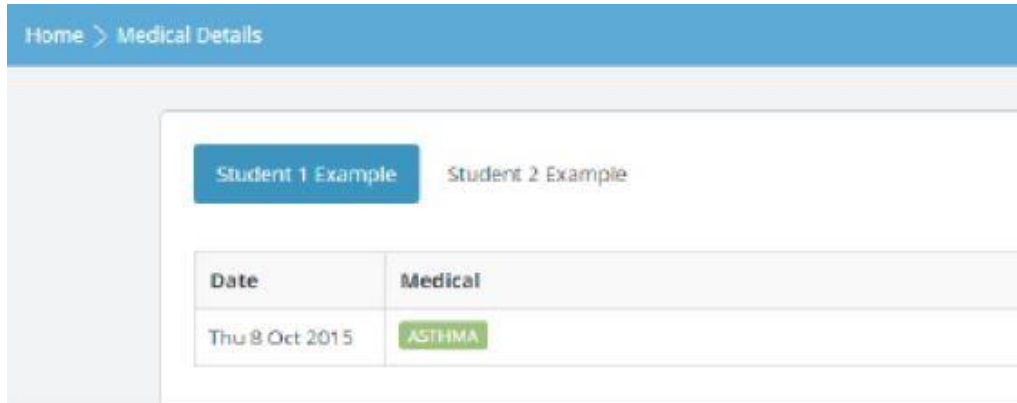 Home > Medical Details
Student 1 Example Student 2 Example
Date Medical
Thu 8 Oct 2015 ASTHMA